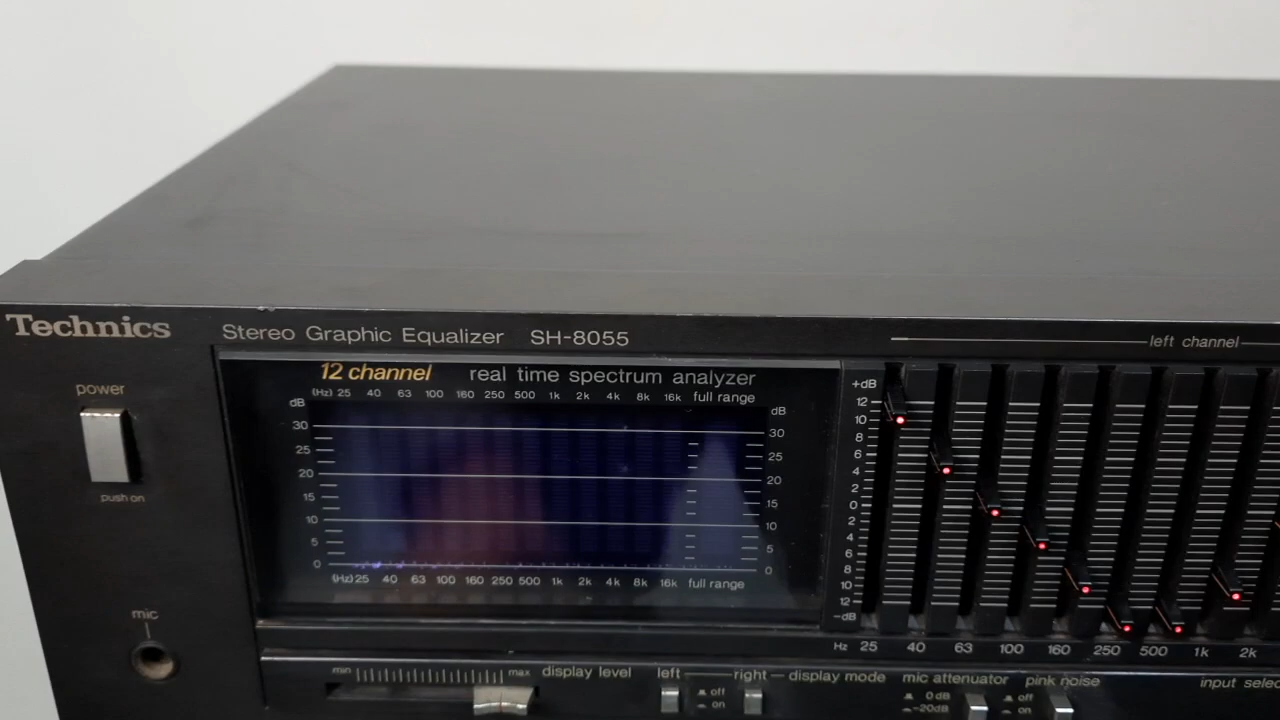 Technics
Stereo Graphic Equalizer SH-8055
left channel
power
push on
mic
12 channel real time spectrum analyzer
(Hz) 25 40 63 100 160 250 500 1k 2k 4k 8k 16k full range
dB dB
30 30
25 25
20 20
15 15
10 10
5 5
0 0
(Hz) 25 40 63 100 160 250 500 1k 2k 4k 8k 16k full range
+dB
12
10
8
6
4
2
0
2
4
6
8
10
12
-dB
Hz 25 40 63 100 160 250 500 1k 2k
min max display level left right display mode mic attenuator pink noise input selec
off 0dB off
on -20dB on